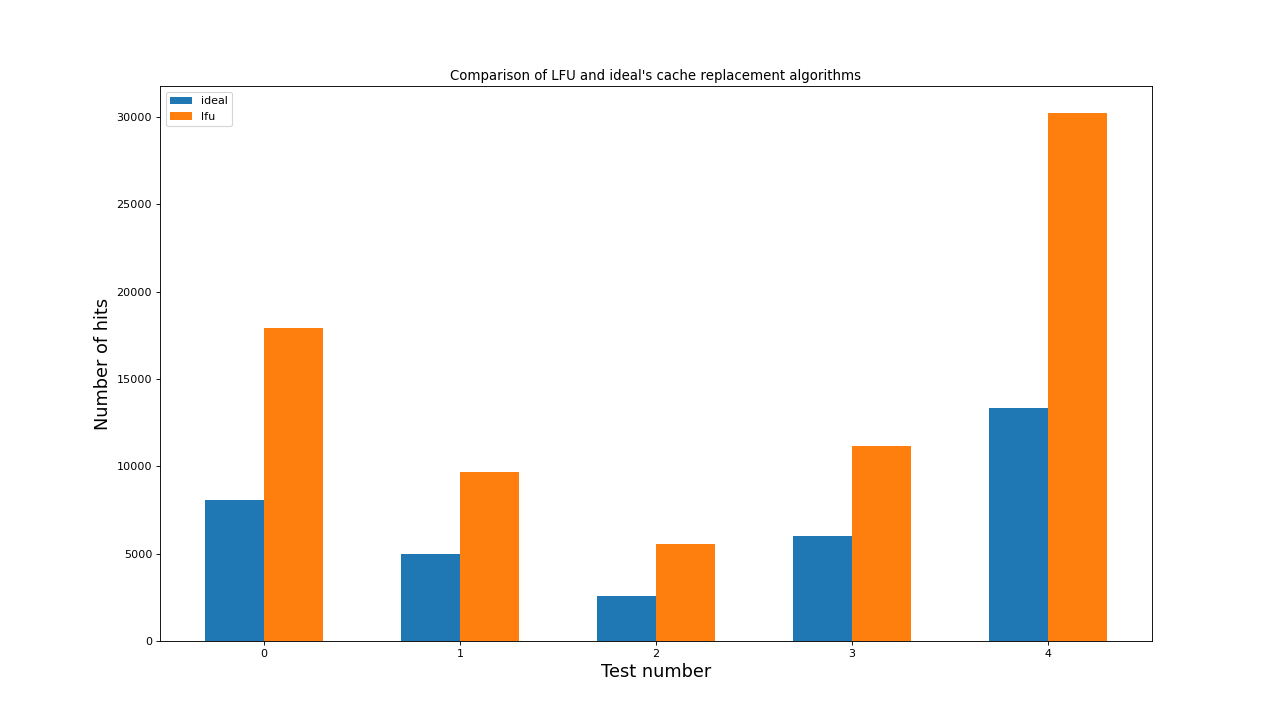 Comparison of LFU and ideal's cache replacement algorithms
ideal
lfu
30000
25000
20000
15000
10000
5000
0
Number of hits
0 1 2 3 4
Test number